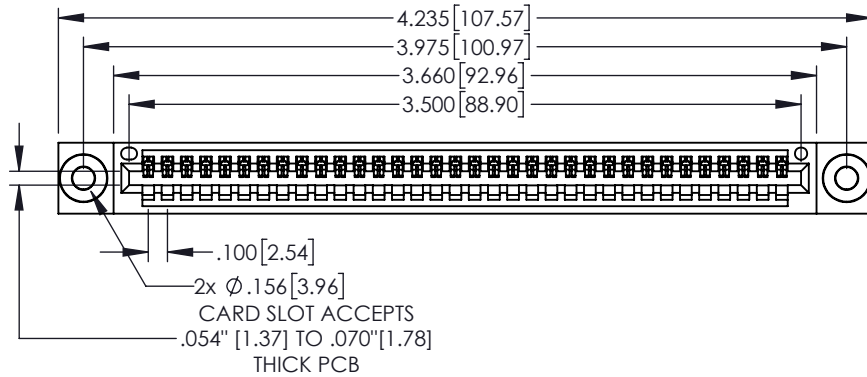 4.235[107.57]
3.975[100.97]
3.660[92.96]
3.500[88.90]
.100[2.54]
2x Ø.156[3.96]
CARD SLOT ACCEPTS
.054" [1.37] TO .070"[1.78]
THICK PCB